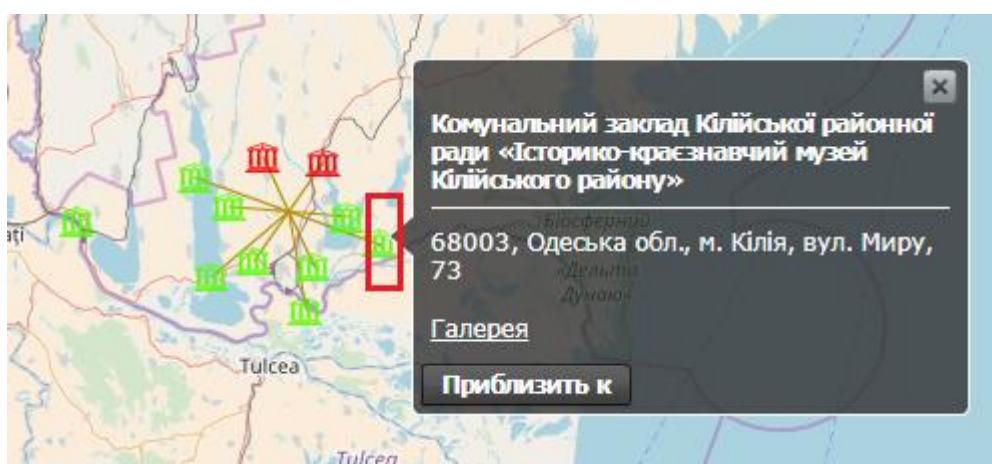 Комунальний заклад Кілійської районної
ради «Історико-краєзнавчий музей
Кілійського району»
68003, Одеська обл., м. Кілія, вул. Миру,
73
Галерея
Приблизить к
Біосферний
«Дельта
Дунаю»
ați
Tulcea
Tulcea